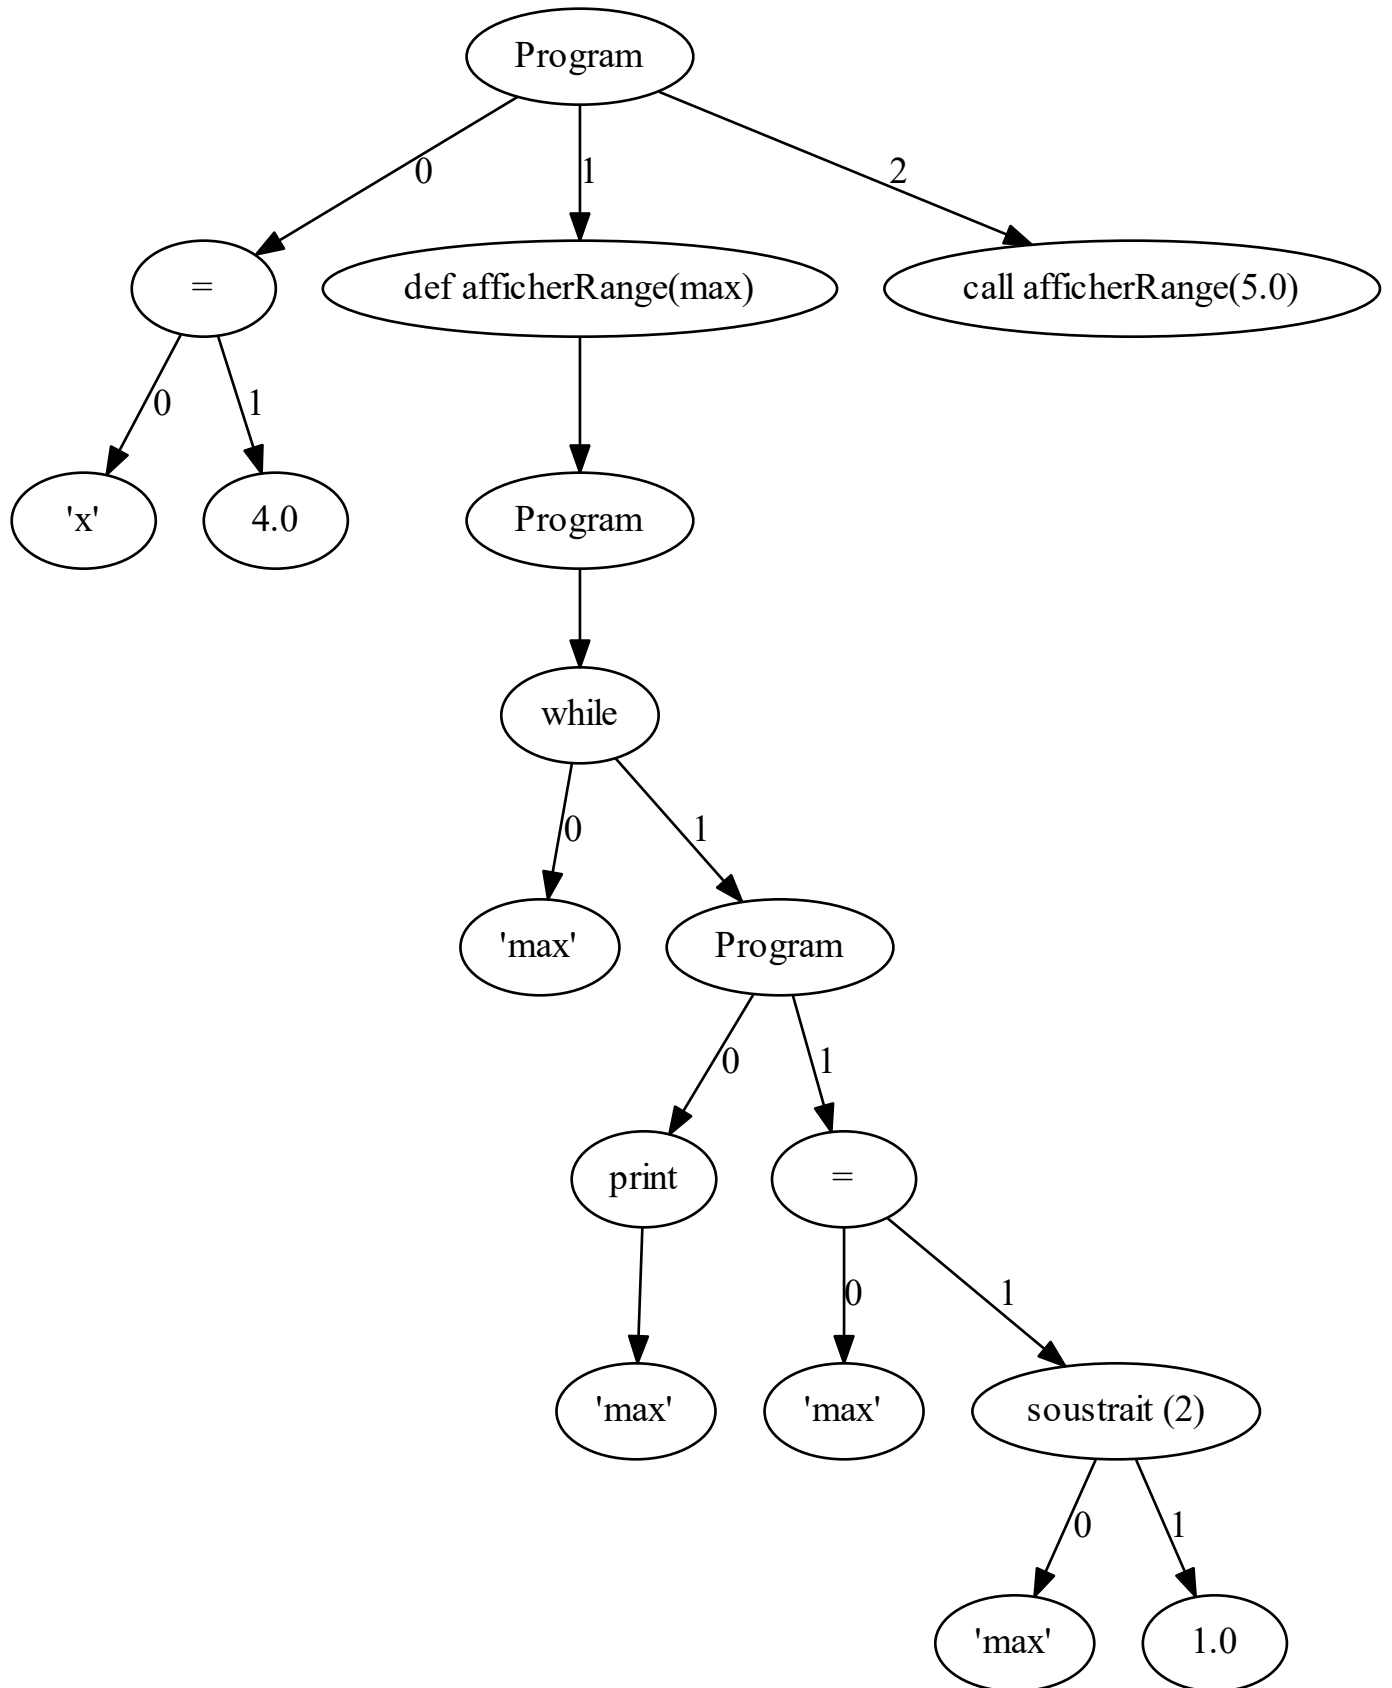 Program
0
1
2
=
def afficherRange(max)
call afficherRange(5.0)
0
1
'x'
4.0
Program
while
0
1
'max'
Program
0
1
print
=
0
1
'max'
'max'
soustrait (2)
0
1
'max'
1.0